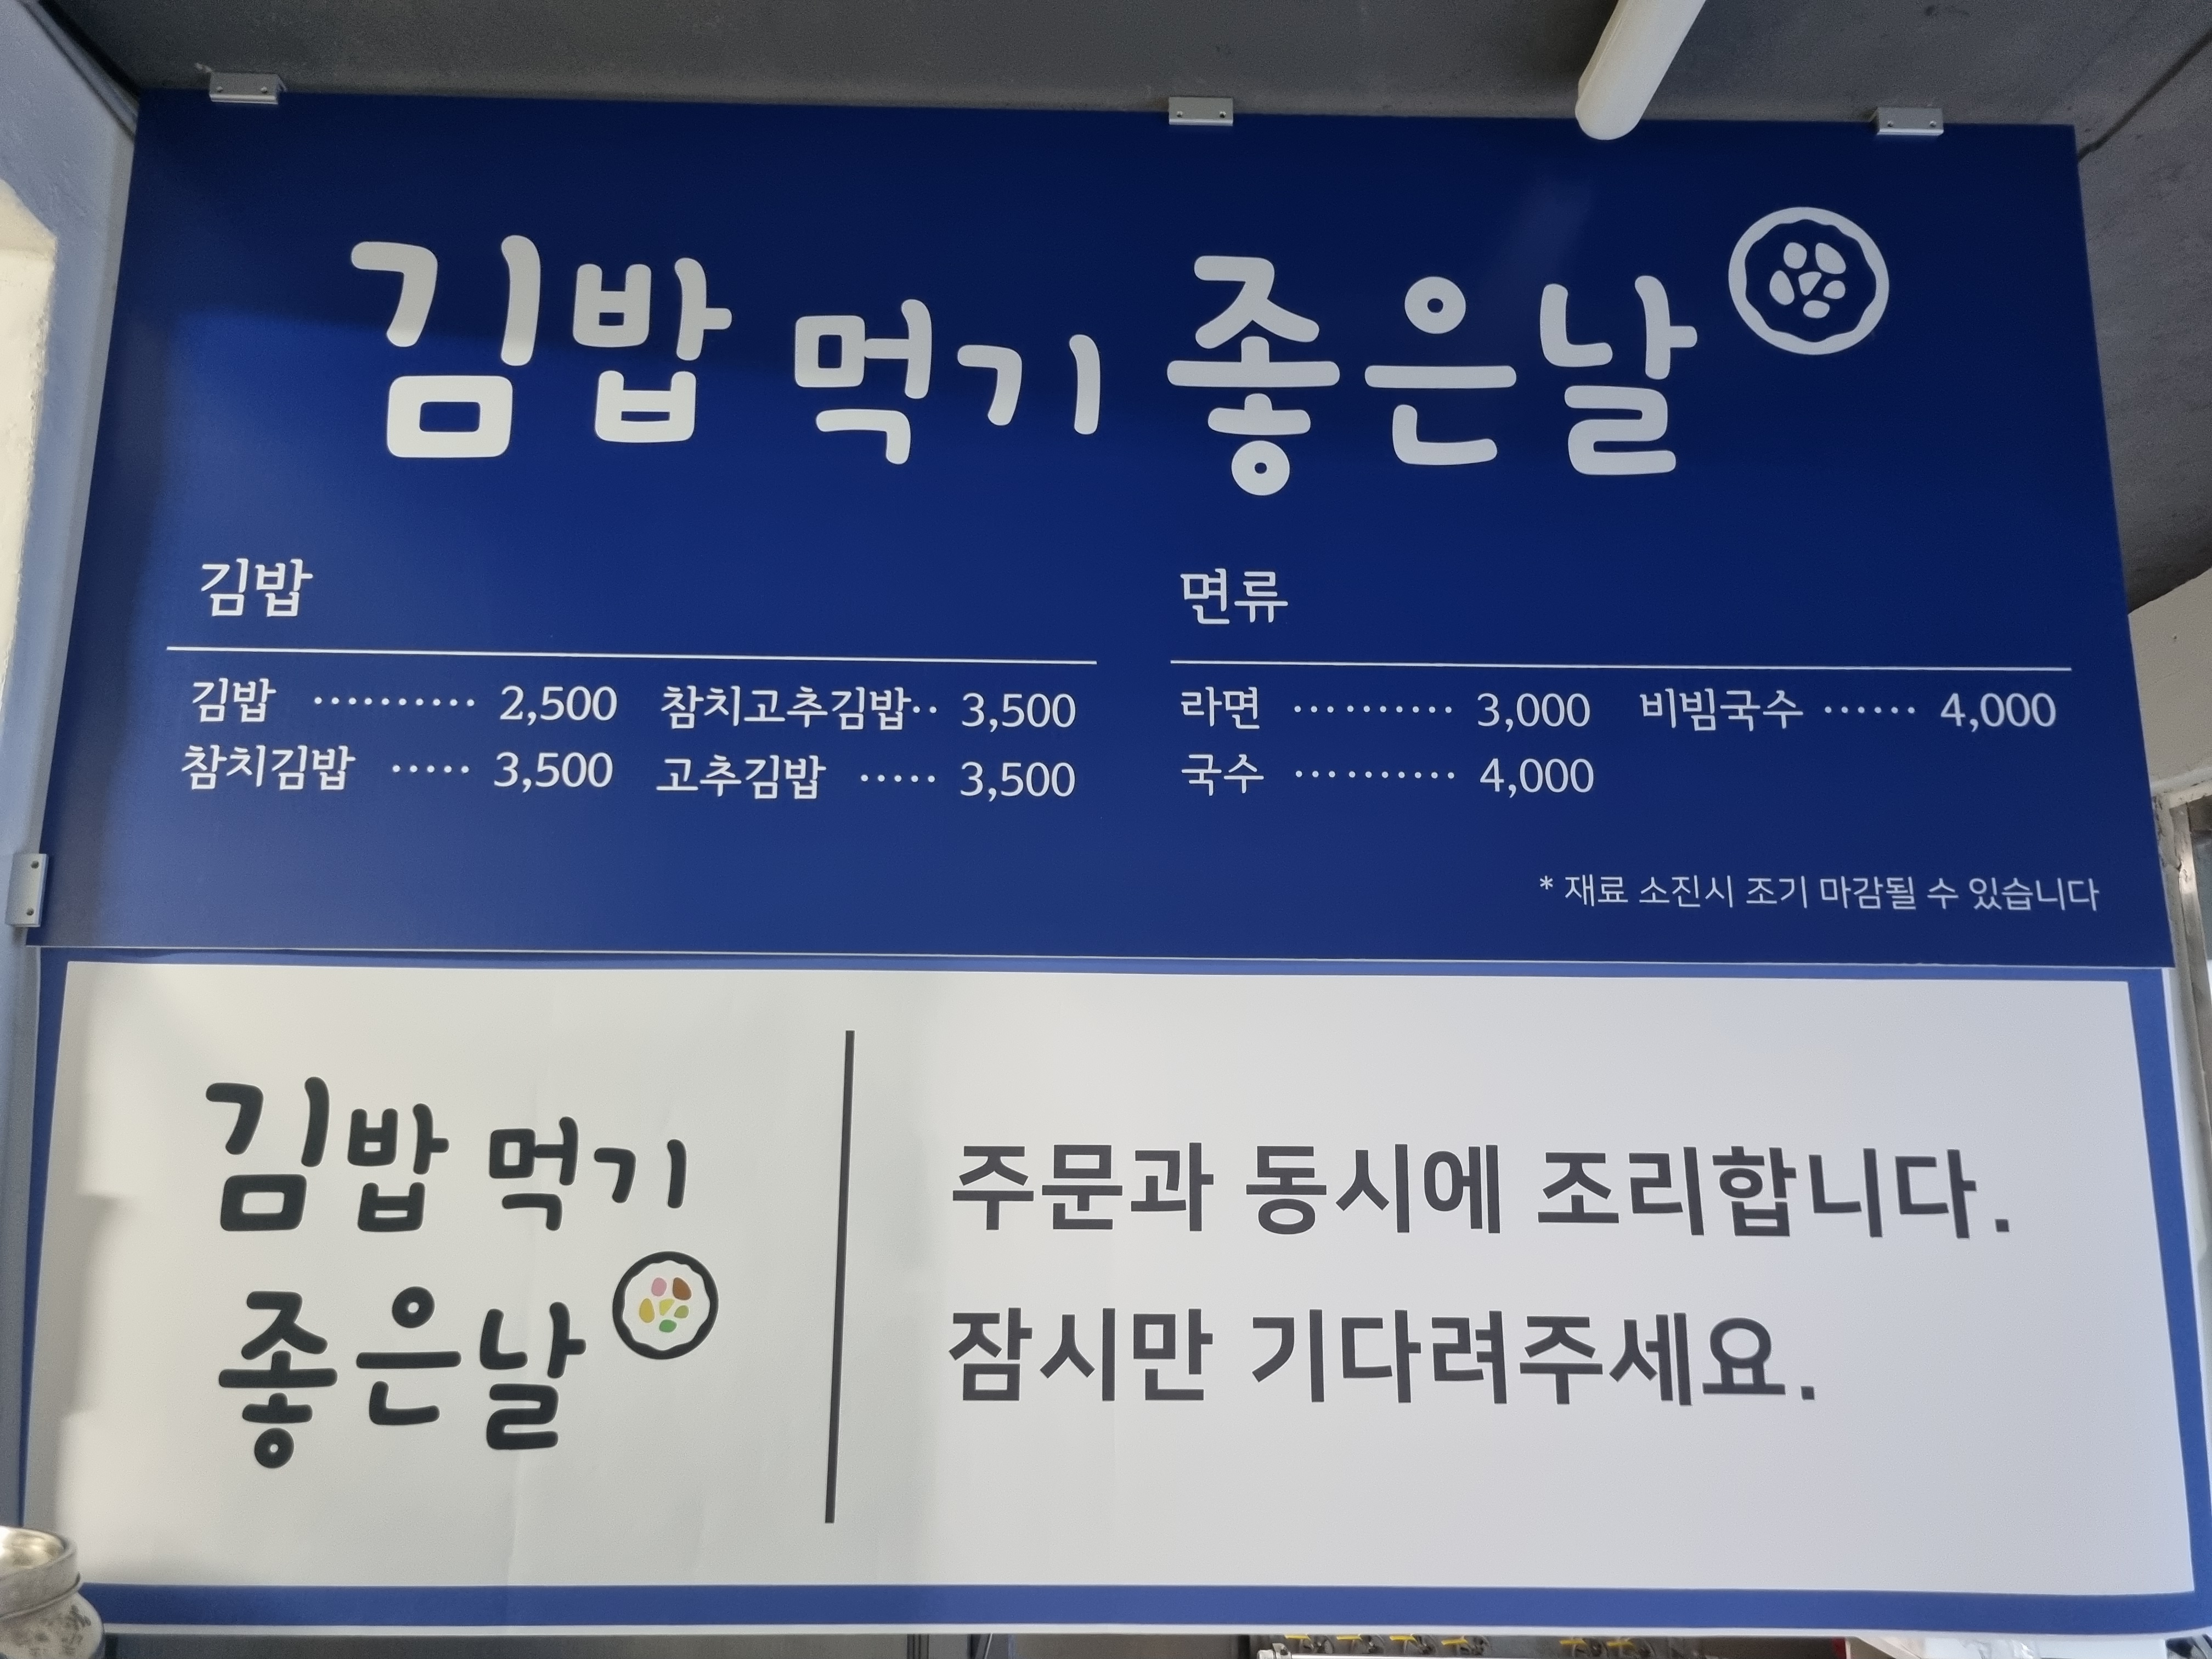 김밥 먹기 좋은날
김밥
김밥 ·········· 2,500 참치고추김밥·· 3,500
참치김밥 ····· 3,500 고추김밥 ····· 3,500
면류
라면 ·········· 3,000 비빔국수 ······ 4,000
국수 ·········· 4,000
* 재료 소진시 조기 마감될 수 있습니다
김밥 먹기
좋은날
주문과 동시에 조리합니다.
잠시만 기다려주세요.